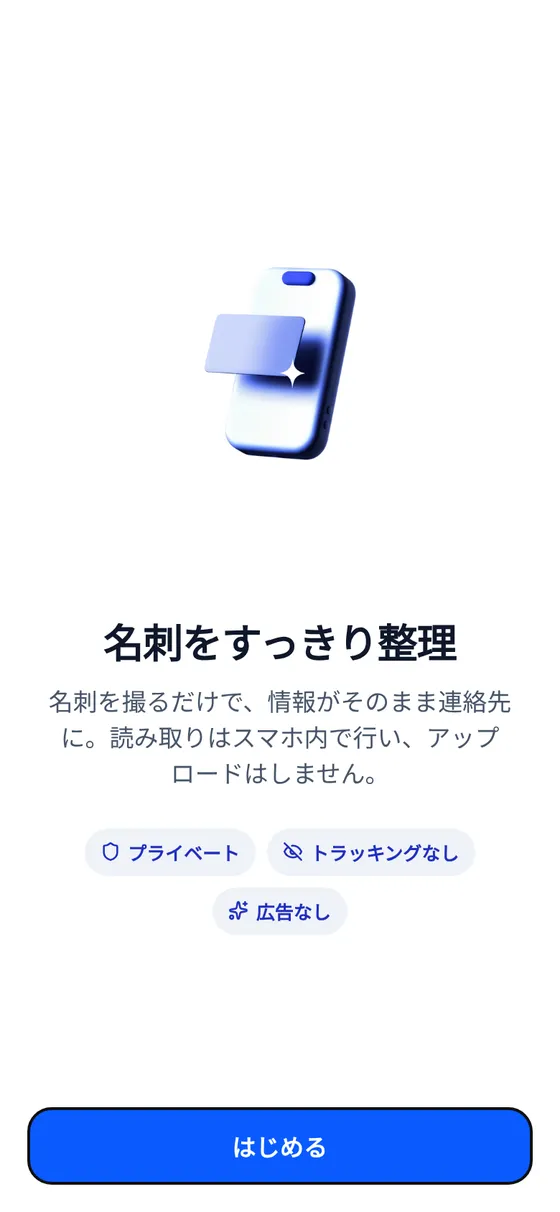 名刺をすっきり整理
名刺を撮るだけで、情報がそのまま連絡先
に。読み取りはスマホ内で行い、アップ
ロードはしません。
プライベート
トラッキングなし
広告なし
はじめる